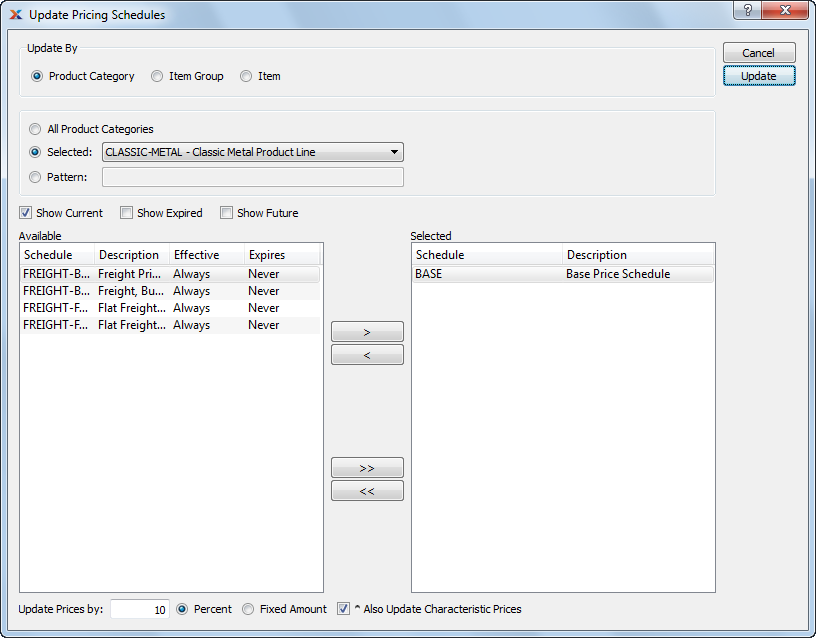 Update Pricing Schedules
?
Update By
Product Category Item Group Item
Cancel
Update
All Product Categories
Selected: CLASSIC-METAL - Classic Metal Product Line
Pattern:
Show Current Show Expired Show Future
Available
Schedule Description Effective Expires
FREIGHT-B... Freight Pri... Always Never
FREIGHT-B... Freight, Bu... Always Never
FREIGHT-F... Flat Freight... Always Never
FREIGHT-F... Flat Freight... Always Never
>
<
>>
<<
Selected
Schedule Description
BASE Base Price Schedule
Update Prices by: 10 Percent Fixed Amount ^ Also Update Characteristic Prices